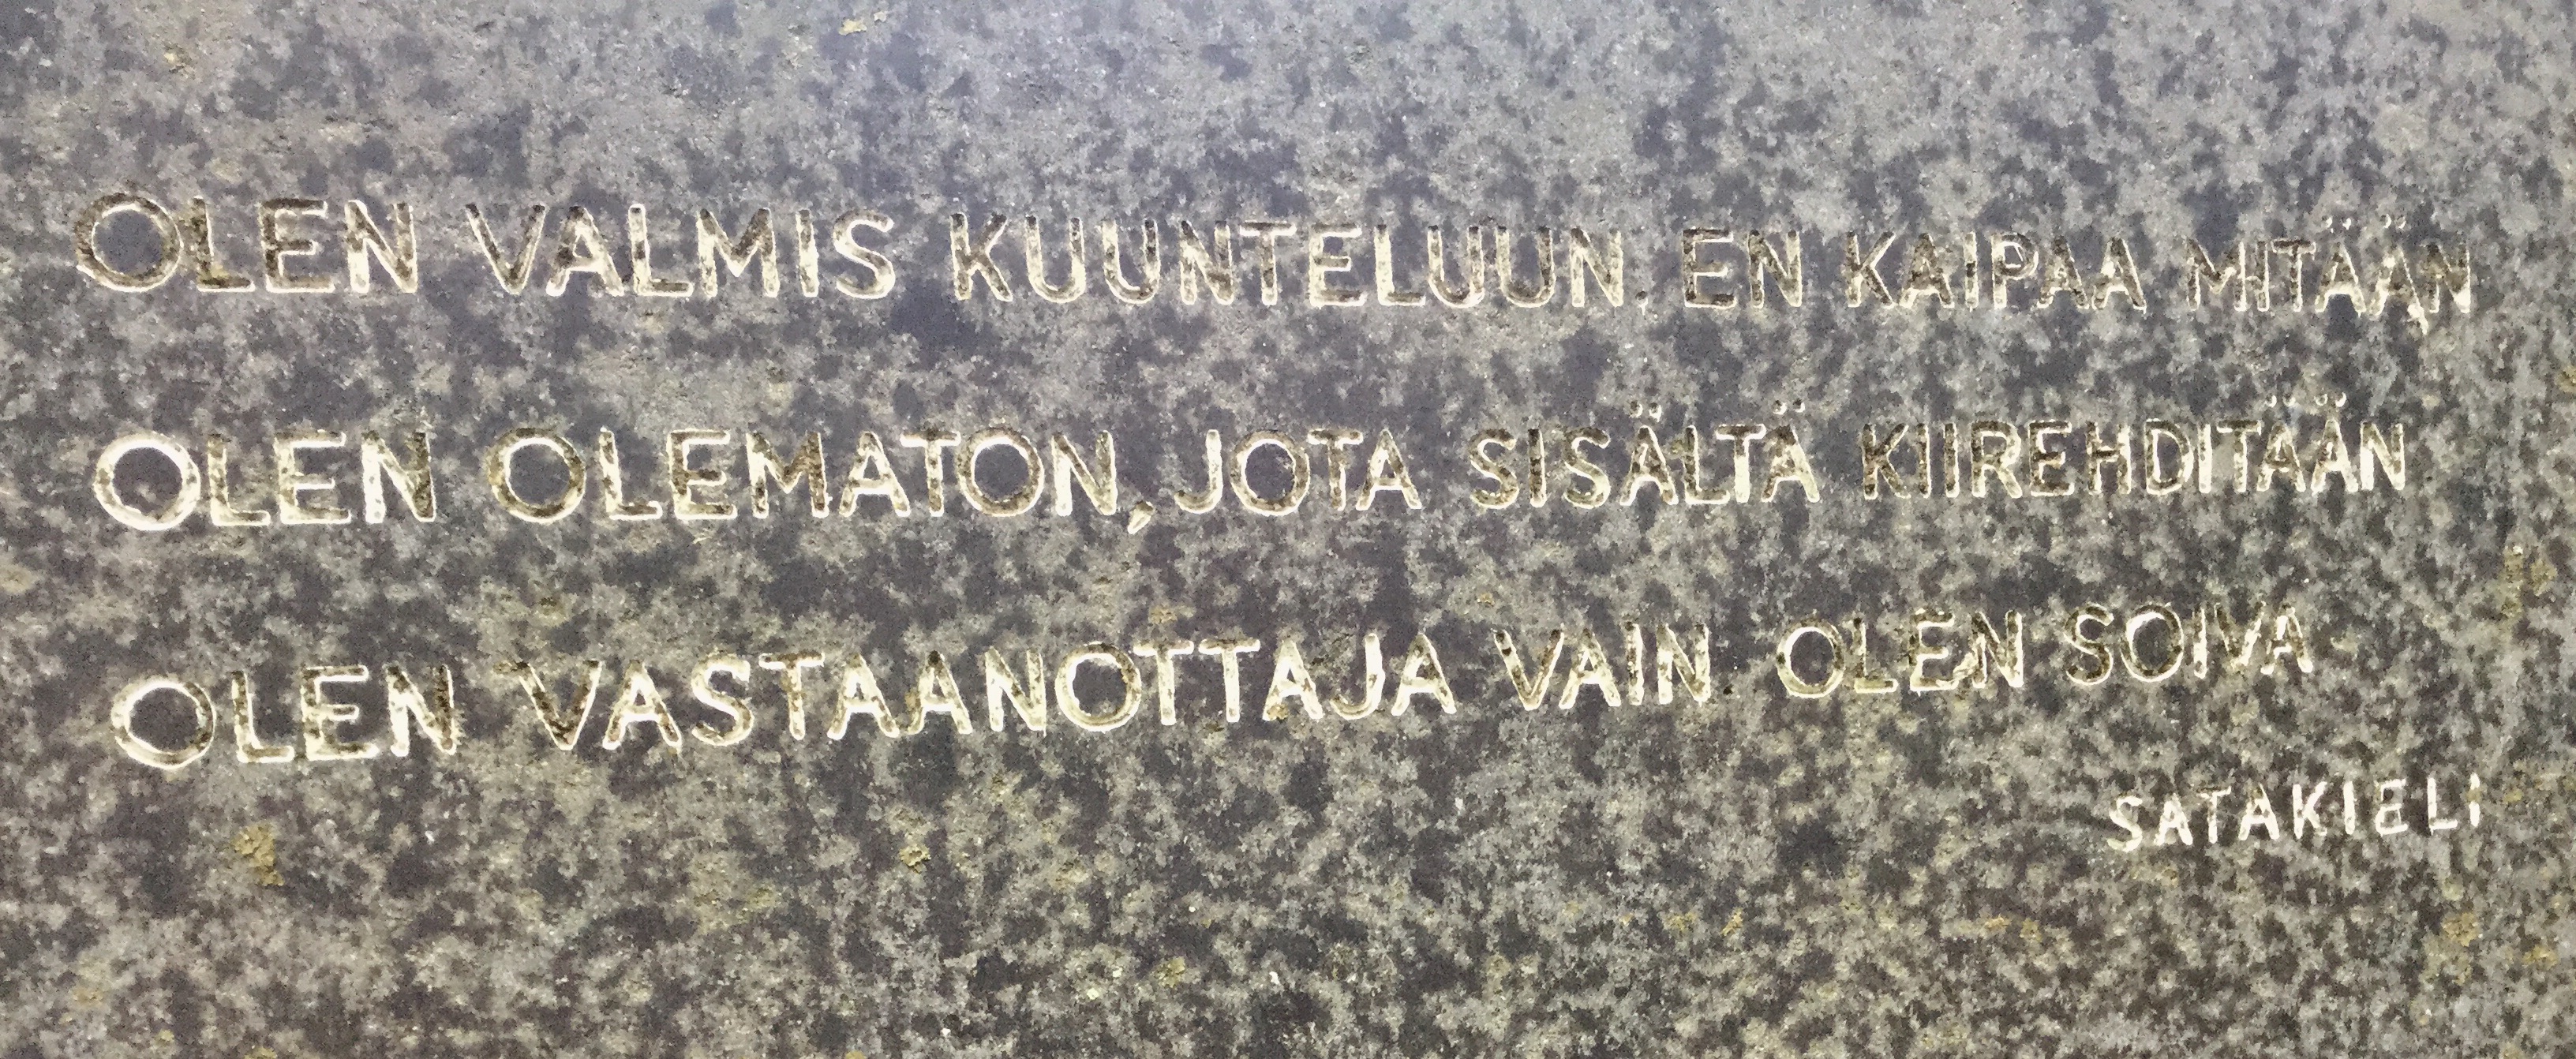 OLEN VALMIS KUUNTELUUN. EN KAIPAA MITÄÄN
OLEN OLEMATON, JOTA SISÄLTÄ KIIREHDITÄÄN
OLEN VASTAANOTTAJA VAIN OLEN SOIVA
SATAKIELI